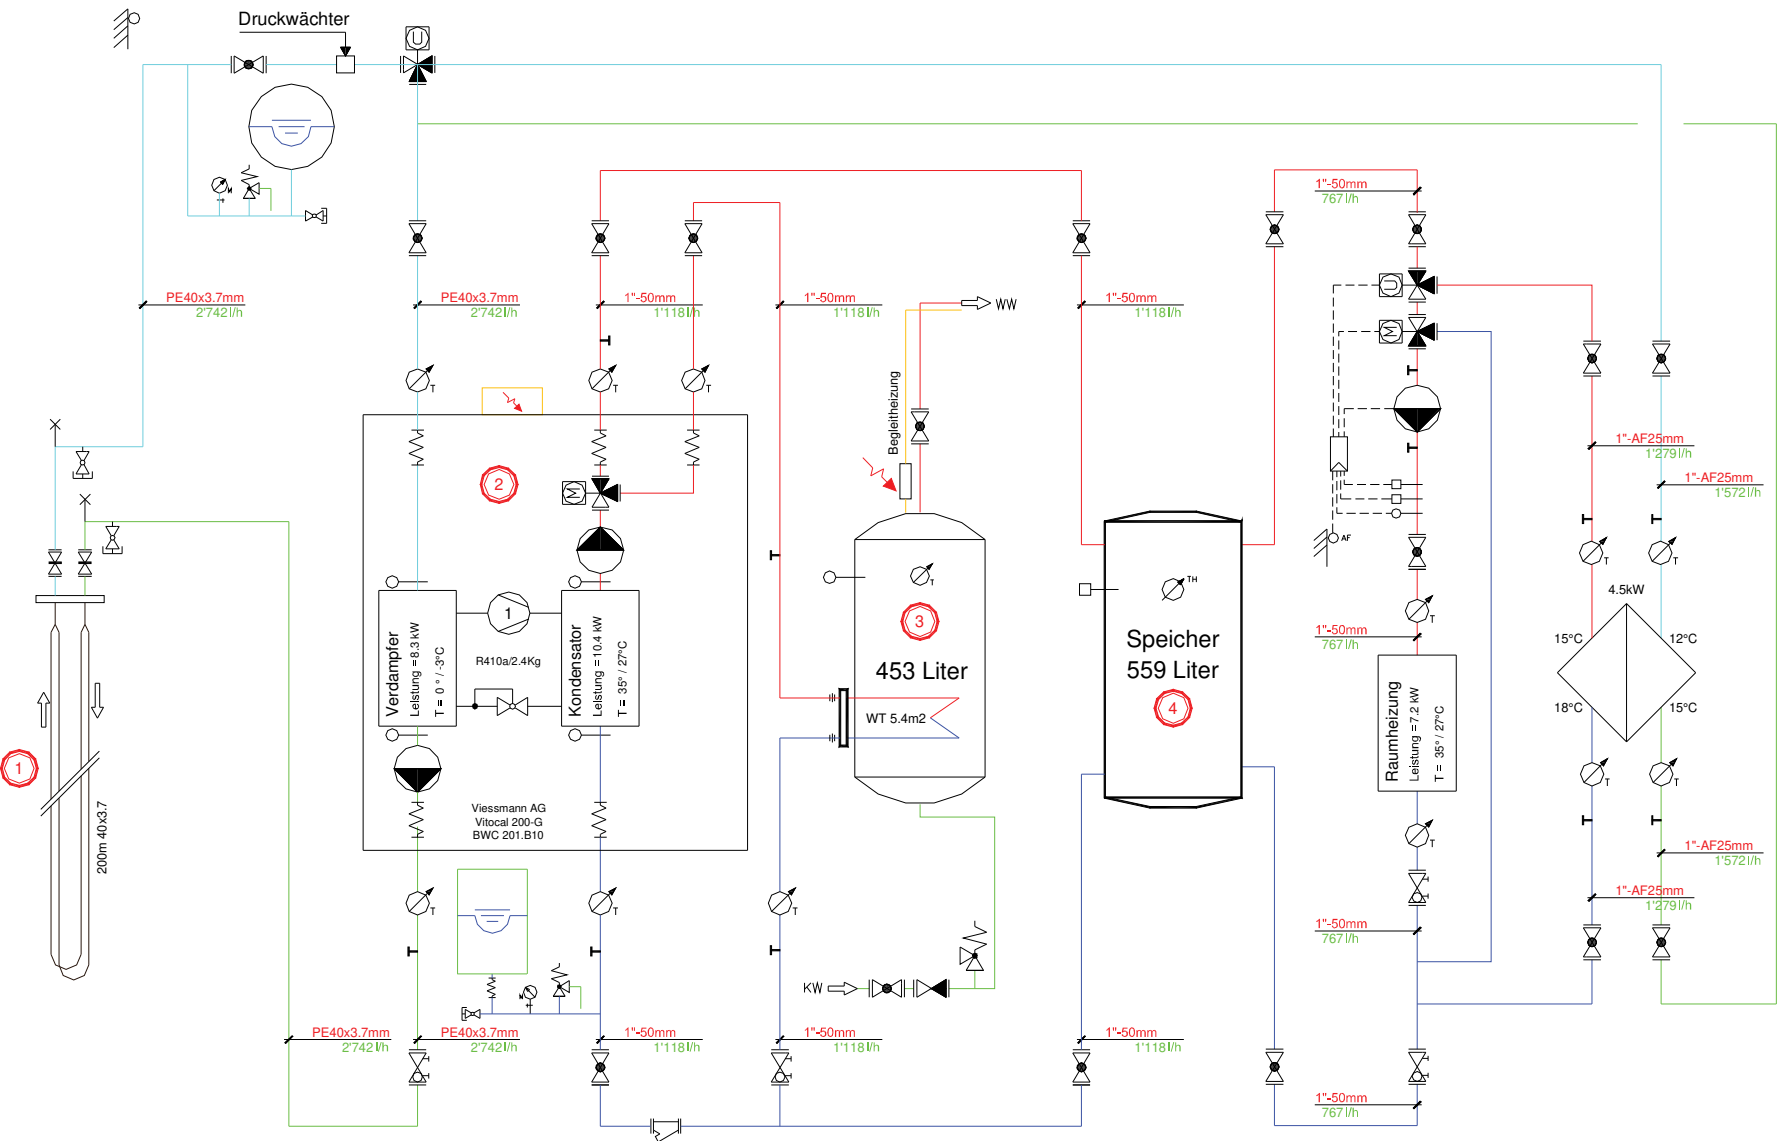 Druckwächter
U
1"-50mm
767 l/h
PE40x3.7mm
2'742 l/h
PE40x3.7mm
2'742 l/h
1"-50mm
1'118 l/h
1"-50mm
1'118 l/h
WW
1"-50mm
1'118 l/h
U
M
T
T
T
Begleitheizung
1"-AF25mm
1'279 l/h
1"-AF25mm
1'572 l/h
2
M
AF
T
T
1
Verdampfer
Leistung = 8.3 kW
T = 0 ° / -3°C
1
R410a/2.4Kg
Kondensator
Leistung = 10.4 kW
T = 35° / 27°C
T
3
453 Liter
WT 5.4m2
TH
Speicher
559 Liter
4
T
1"-50mm
767 l/h
Raumheizung
Leistung = 7.2 kW
T = 35° / 27°C
4.5kW
15°C
12°C
18°C
15°C
T
T
200m 40x3.7
Viessmann AG
Vitocal 200-G
BWC 201.B10
T
T
T
T
1"-AF25mm
1'572 l/h
1"-AF25mm
1'279 l/h
1"-50mm
767 l/h
KW
PE40x3.7mm
2'742 l/h
PE40x3.7mm
2'742 l/h
1"-50mm
1'118 l/h
1"-50mm
1'118 l/h
1"-50mm
1'118 l/h
1"-50mm
767 l/h